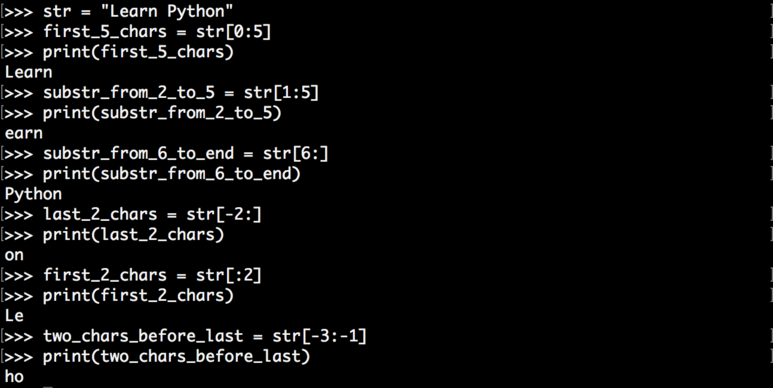 [>>> str = "Learn Python" ]
[>>> first_5_chars = str[0:5] ]
[>>> print(first_5_chars) ]
Learn
[>>> substr_from_2_to_5 = str[1:5] ]
[>>> print(substr_from_2_to_5) ]
earn
[>>> substr_from_6_to_end = str[6:] ]
[>>> print(substr_from_6_to_end) ]
Python
[>>> last_2_chars = str[-2:] ]
[>>> print(last_2_chars) ]
on
[>>> first_2_chars = str[:2] ]
[>>> print(first_2_chars) ]
Le
[>>> two_chars_before_last = str[-3:-1] ]
[>>> print(two_chars_before_last) ]
ho